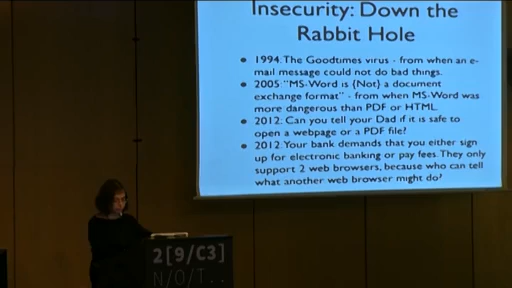 Insecurity: Down the
Rabbit Hole
• 1994: The Goodtimes virus - from when an e-
mail message could not do bad things.
• 2005: "MS-Word is {Not} a document
exchange format" - from when MS-Word was
more dangerous than PDF or HTML.
• 2012: Can you tell your Dad if it is safe to
open a webpage or a PDF file?
• 2012: Your bank demands that you either sign
up for electronic banking or pay fees. They only
support 2 web browsers, because who can tell
what another web browser might do?
2[9/C3]
N/O/T..